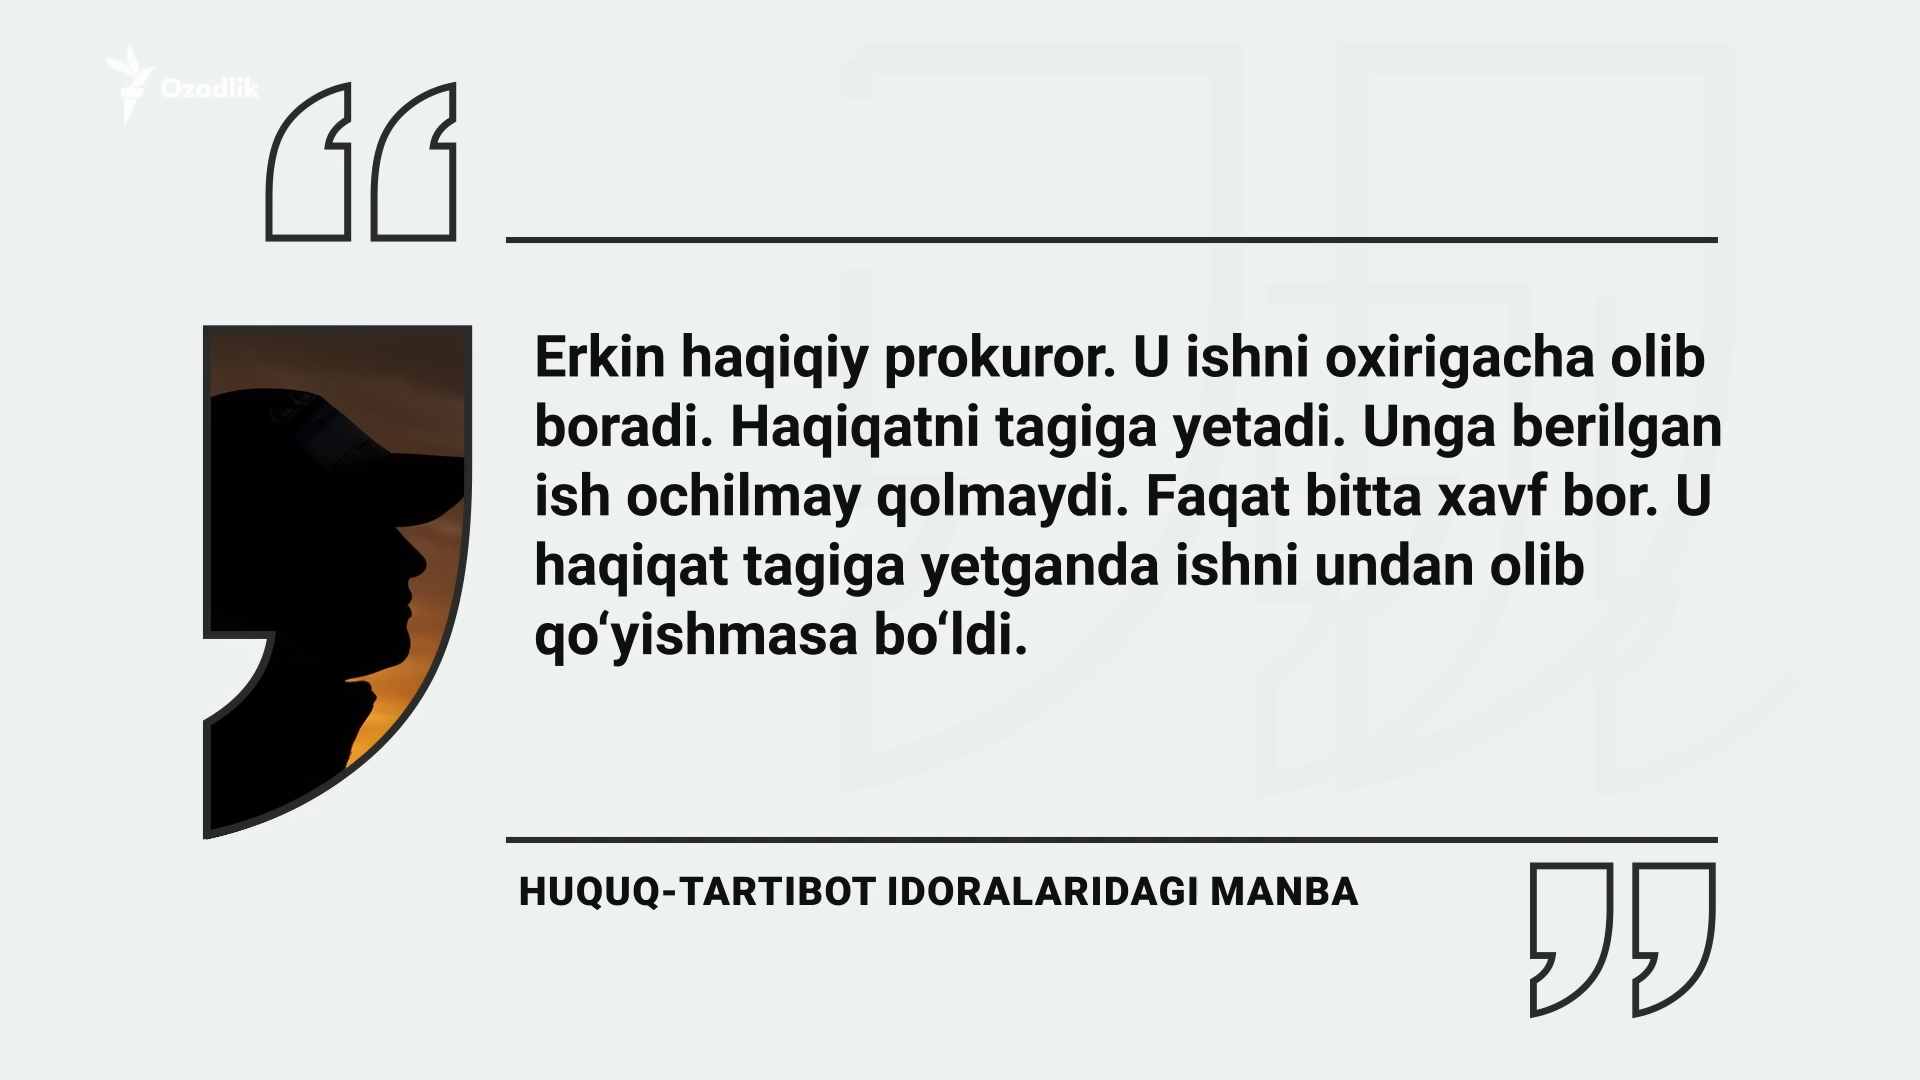 Ozodlik
Erkin haqiqiy prokuror. U ishni oxirigacha olib
boradi. Haqiqatni tagiga yetadi. Unga berilgan
ish ochilmay qolmaydi. Faqat bitta xavf bor. U
haqiqat tagiga yetganda ishni undan olib
qo‘yishmasa bo‘ldi.
HUQUQ-TARTIBOT IDORALARIDAGI MANBA